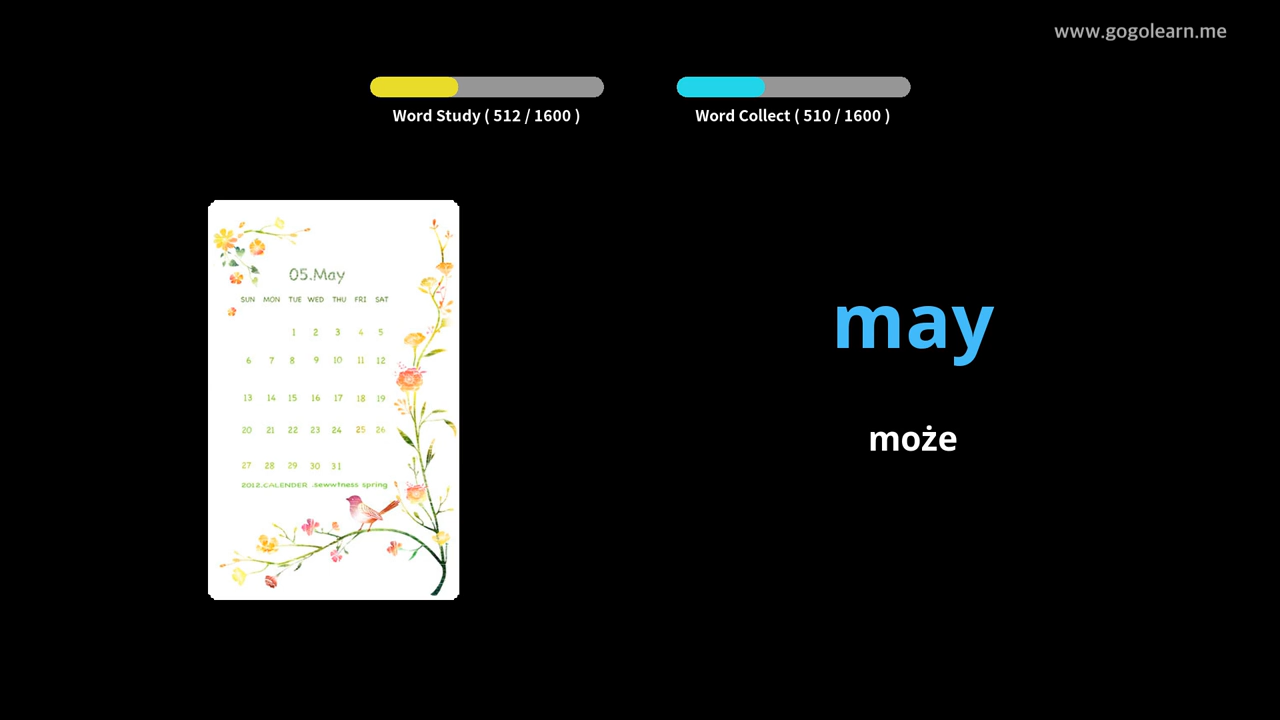 www.gogolearn.me
Word Study ( 512 / 1600 )
Word Collect ( 510 / 1600 )
05.May
SUN MON TUE WED THU FRI SAT
1 2 3 4 5
6 7 8 9 10 11 12
13 14 15 16 17 18 19
20 21 22 23 24 25 26
27 28 29 30 31
2012.CALENDER .sewwtness spring
may
może